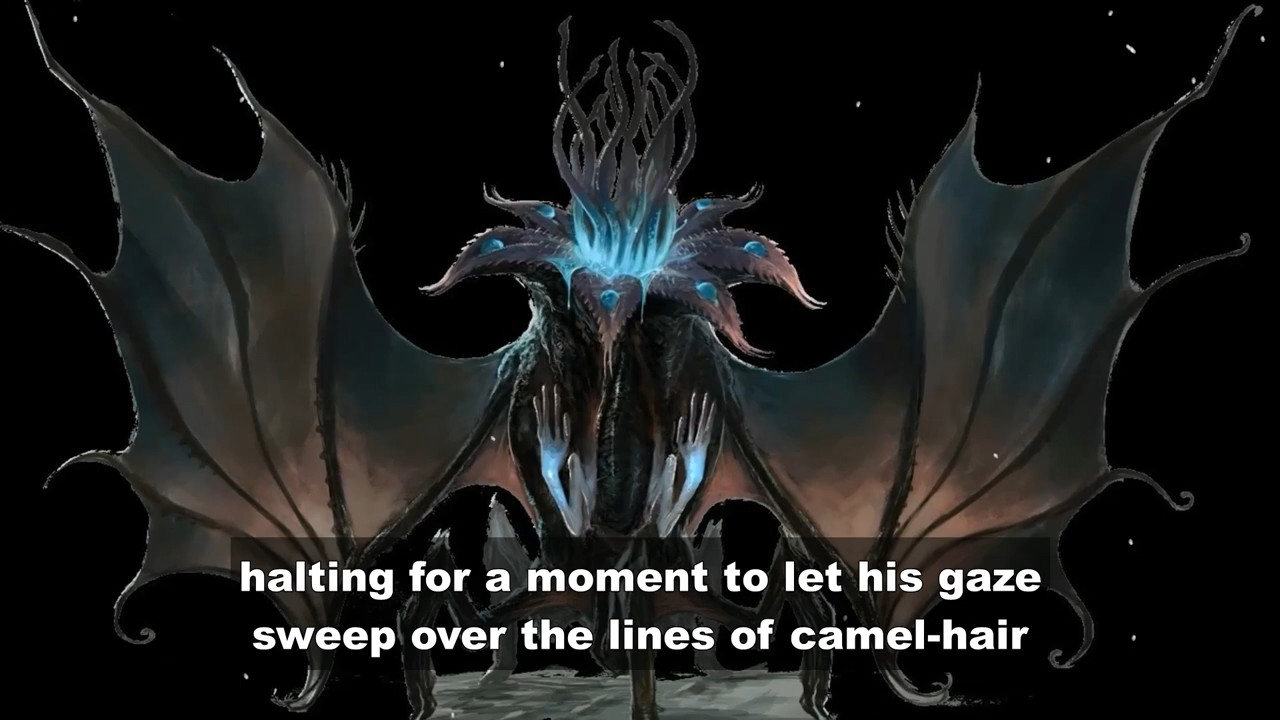 halting for a moment to let his gaze
sweep over the lines of camel-hair